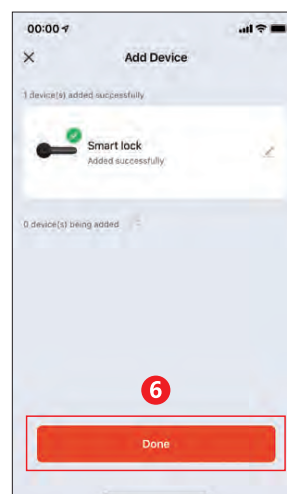 00:00
Add Device
1 device(s) added successfully
Smart lock
Added successfully
0 device(s) being added
6
Done